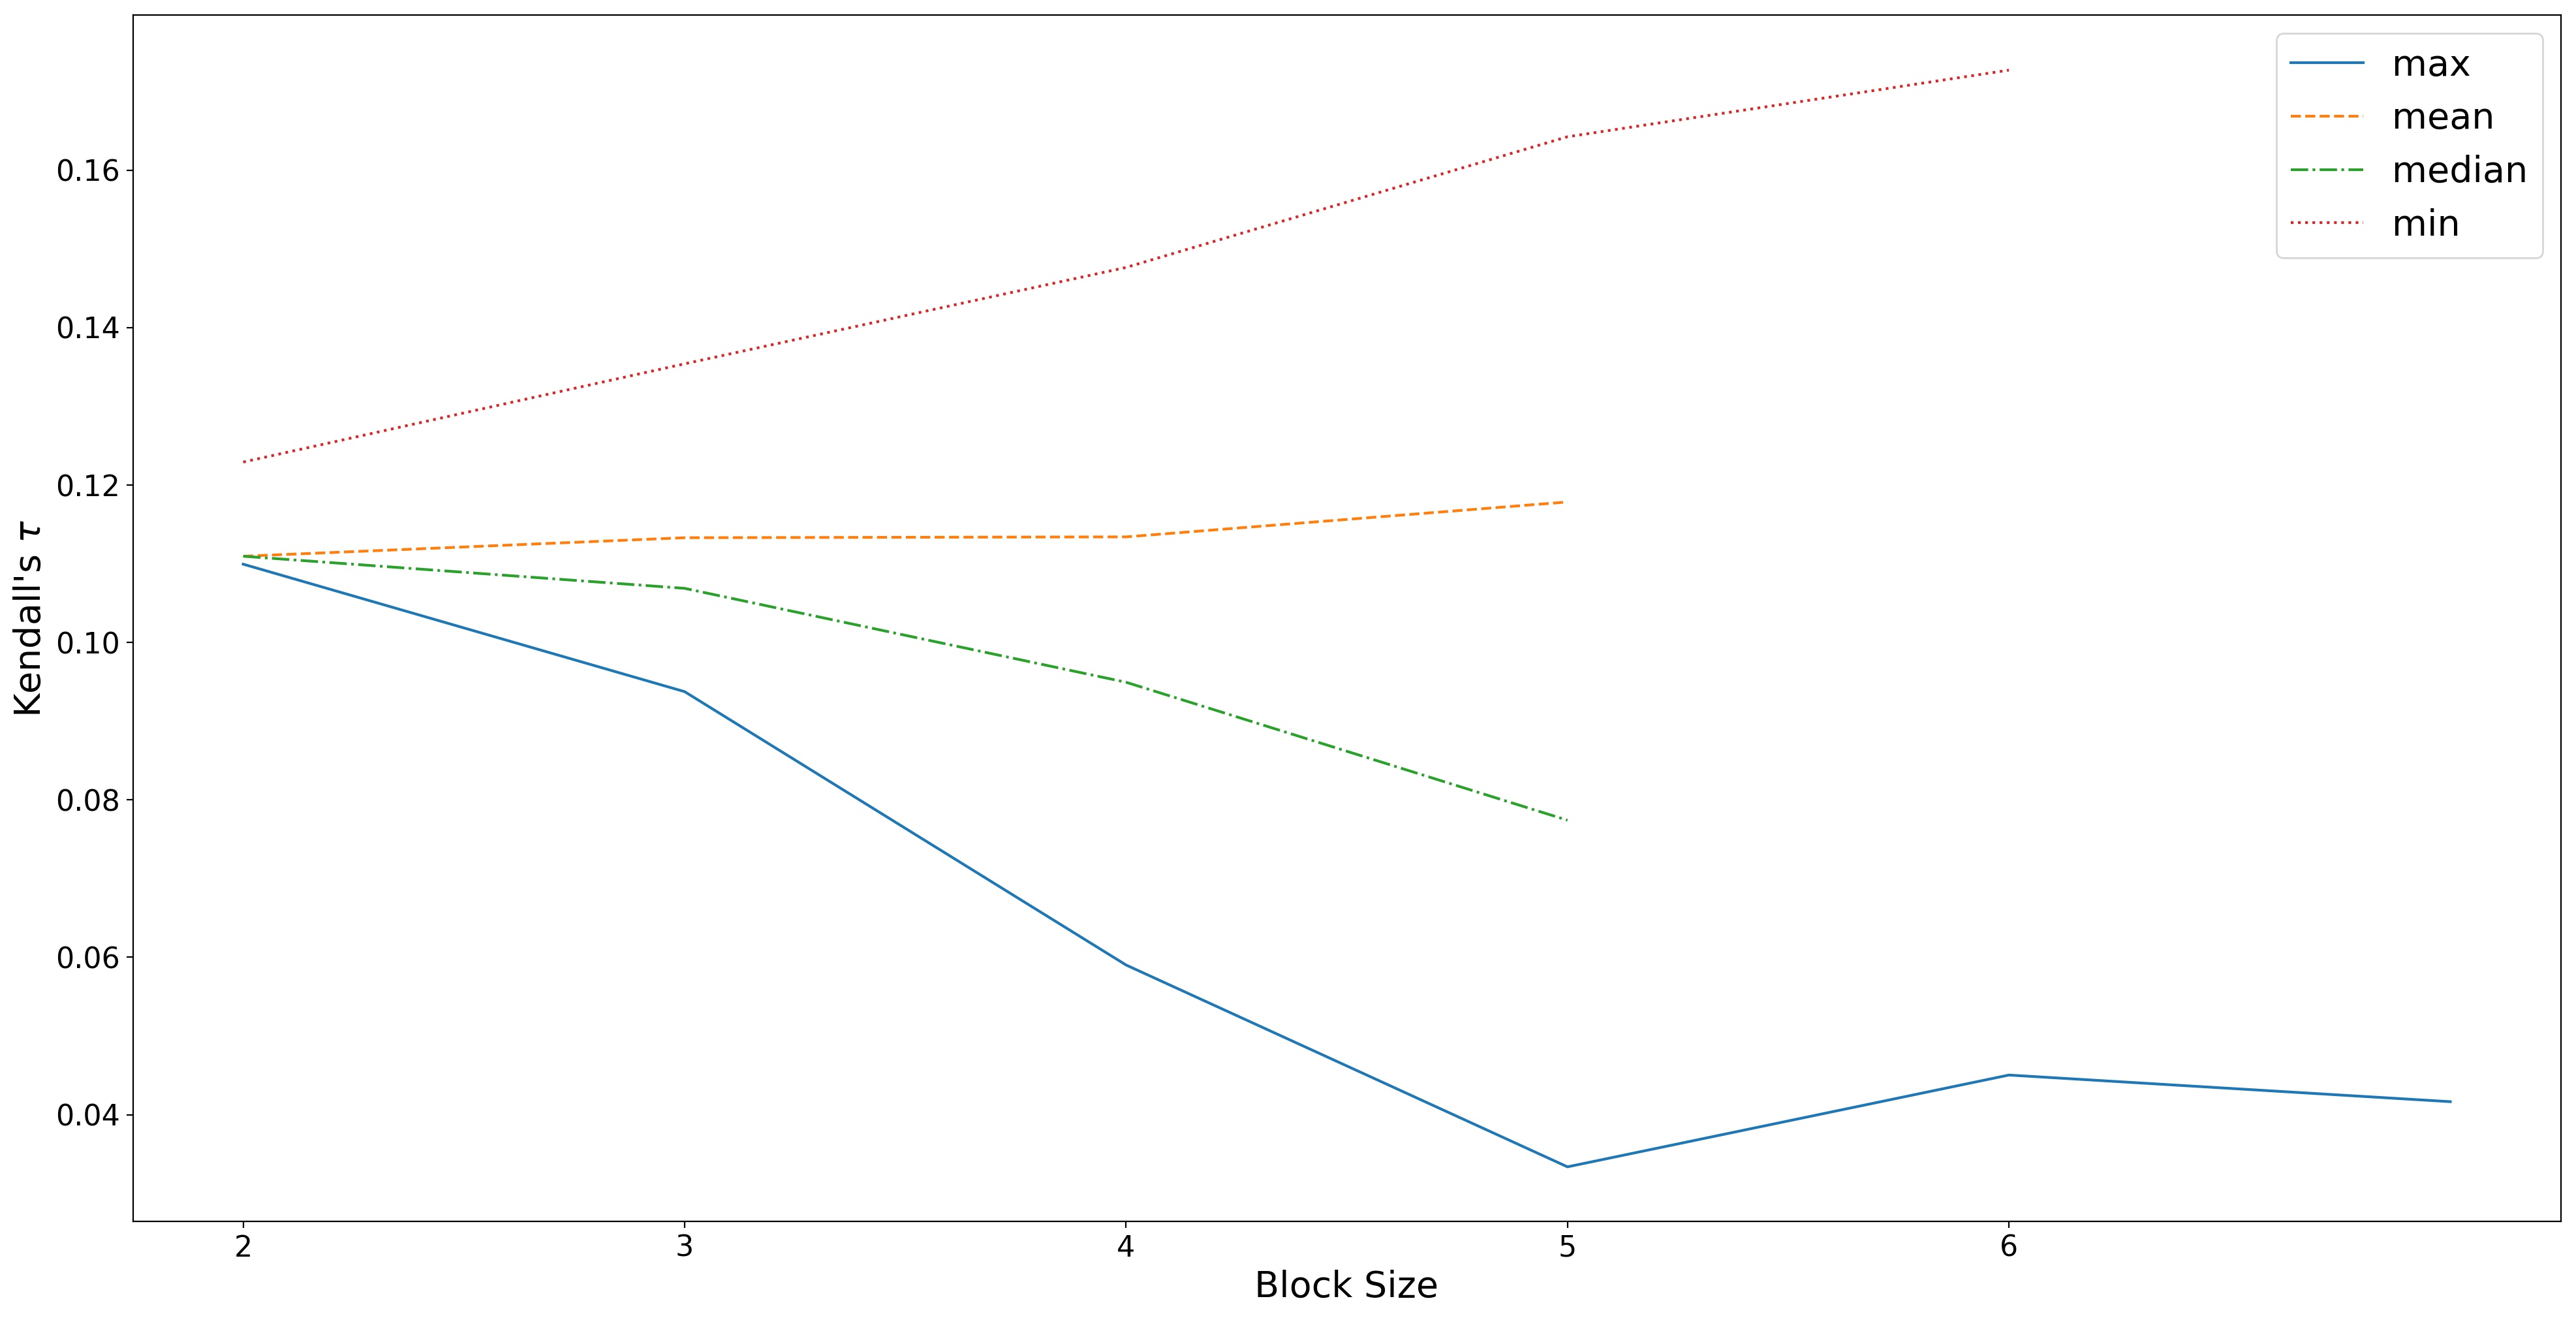 max
mean
median
min
0.16
0.14
0.12
0.10
0.08
0.06
0.04
Kendall's τ
2 3 4 5 6
Block Size